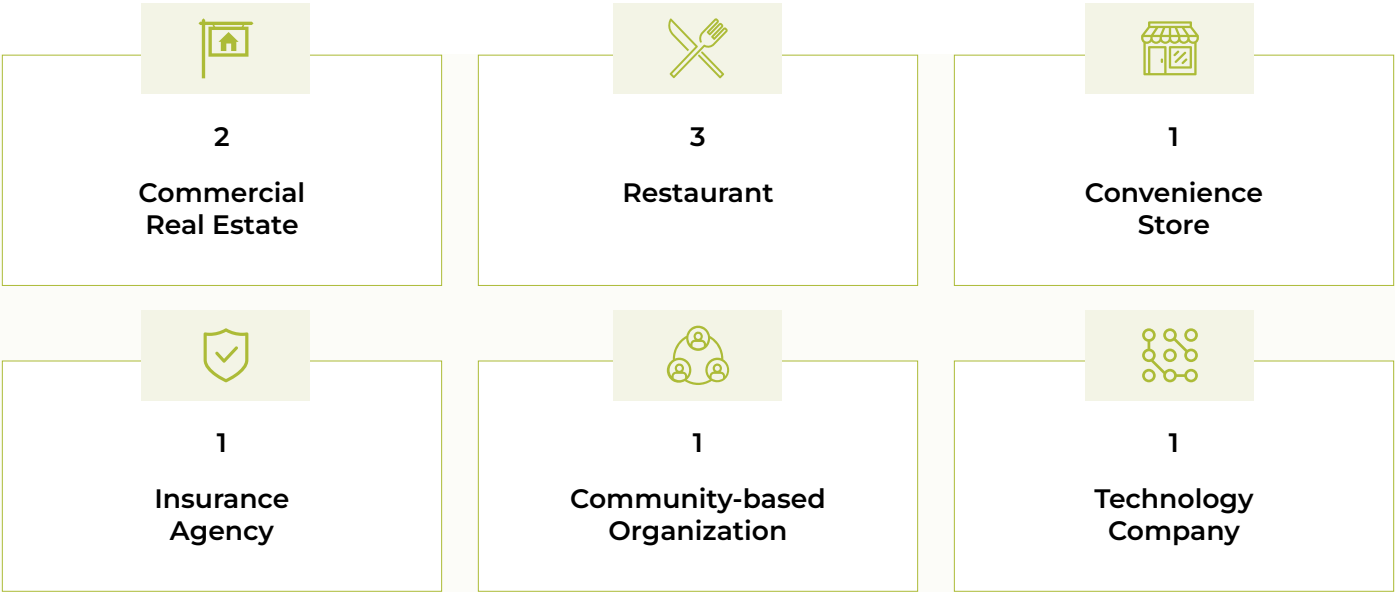 2
Commercial
Real Estate
3
Restaurant
1
Convenience
Store
1
Insurance
Agency
1
Community-based
Organization
1
Technology
Company